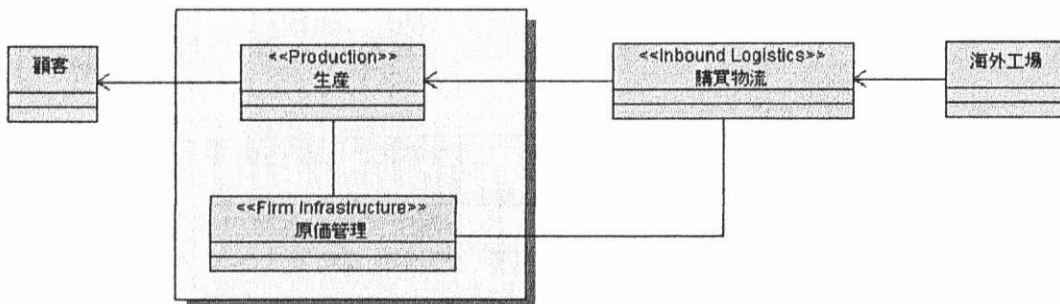 顧客
<<Production>>
生産
<<Inbound Logistics>>
購買物流
海外工場
<<Firm Infrastructure>>
原価管理